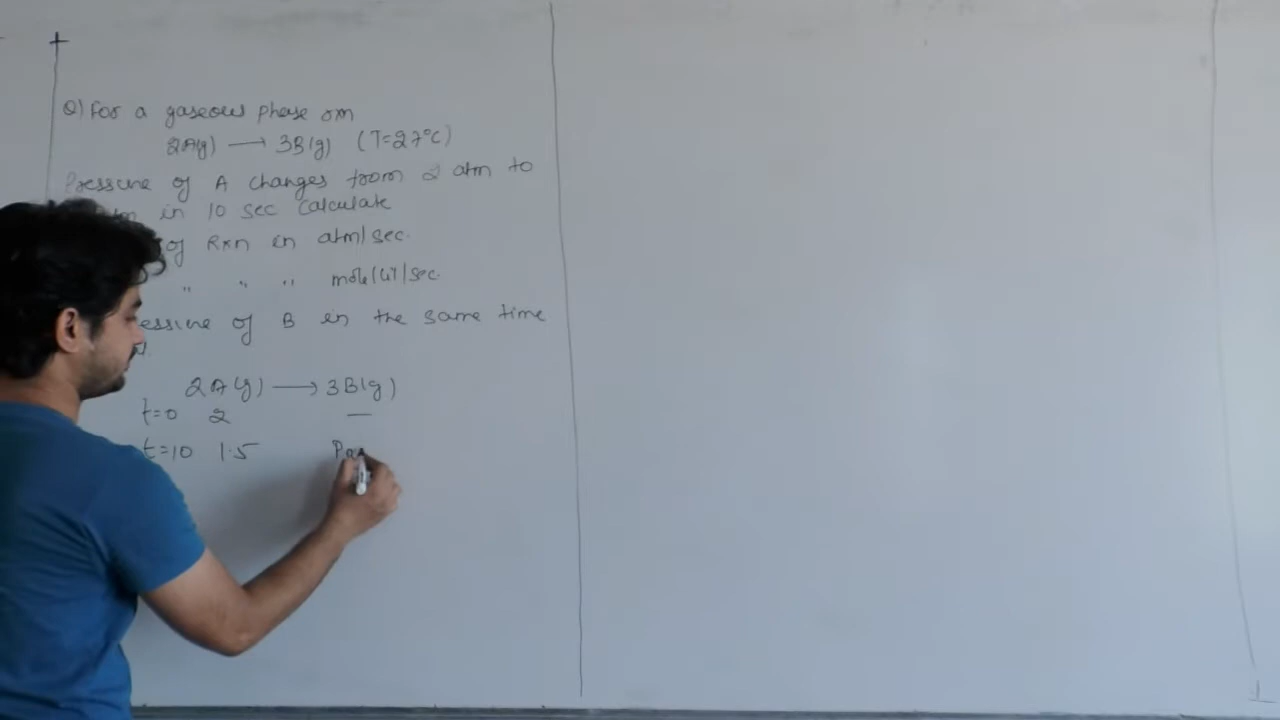 Q) For a gaseous phase rxn
2A(g) ⟶ 3B(g) (T=27°C)
Pressure of A changes from 2 atm to
in 10 sec Calculate
of Rxn in atm/sec.
" " " mole/lit/sec.
of B in the same time
2A(g) ⟶ 3B(g)
t=0 2 —
t=10 1.5